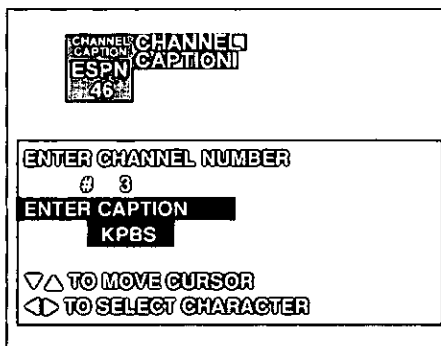 CHANNEL
CAPTION
ESPN
46
CHANNEL
CAPTION
ENTER CHANNEL NUMBER
# 3
ENTER CAPTION
KPBS
▽△ TO MOVE CURSOR
◁▷ TO SELECT CHARACTER